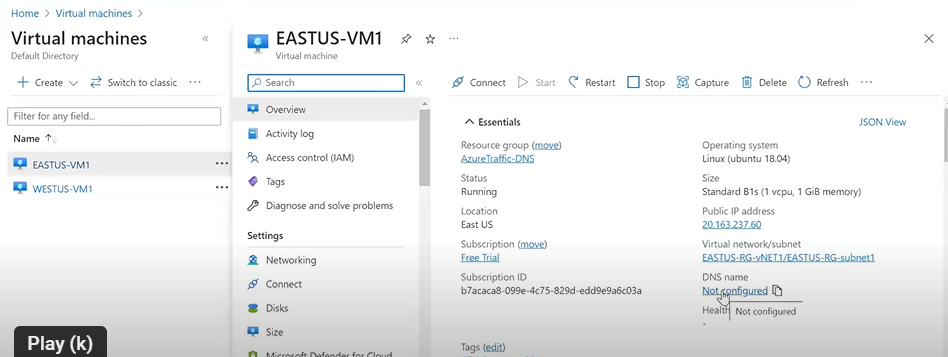 Home > Virtual machines >
Virtual machines
Default Directory
Create
Switch to classic
Filter for any field...
Name
EASTUS-VM1
WESTUS-VM1
EASTUS-VM1
Virtual machine
Search
Overview
Activity log
Access control (IAM)
Tags
Diagnose and solve problems
Settings
Networking
Connect
Disks
Size
Microsoft Defender for Cloud
Connect
Start
Restart
Stop
Capture
Delete
Refresh
Essentials
JSON View
Resource group (move)
AzureTraffic-DNS
Status
Running
Location
East US
Subscription (move)
Free Trial
Subscription ID
b7acaca8-099e-4c75-829d-edd9e9a6c03a
Operating system
Linux (ubuntu 18.04)
Size
Standard B1s (1 vcpu, 1 GiB memory)
Public IP address
20.163.237.60
Virtual network/subnet
EASTUS-RG-vNET1/EASTUS-RG-subnet1
DNS name
Not configured
Health
Not configured
-
Tags (edit)
Play (k)